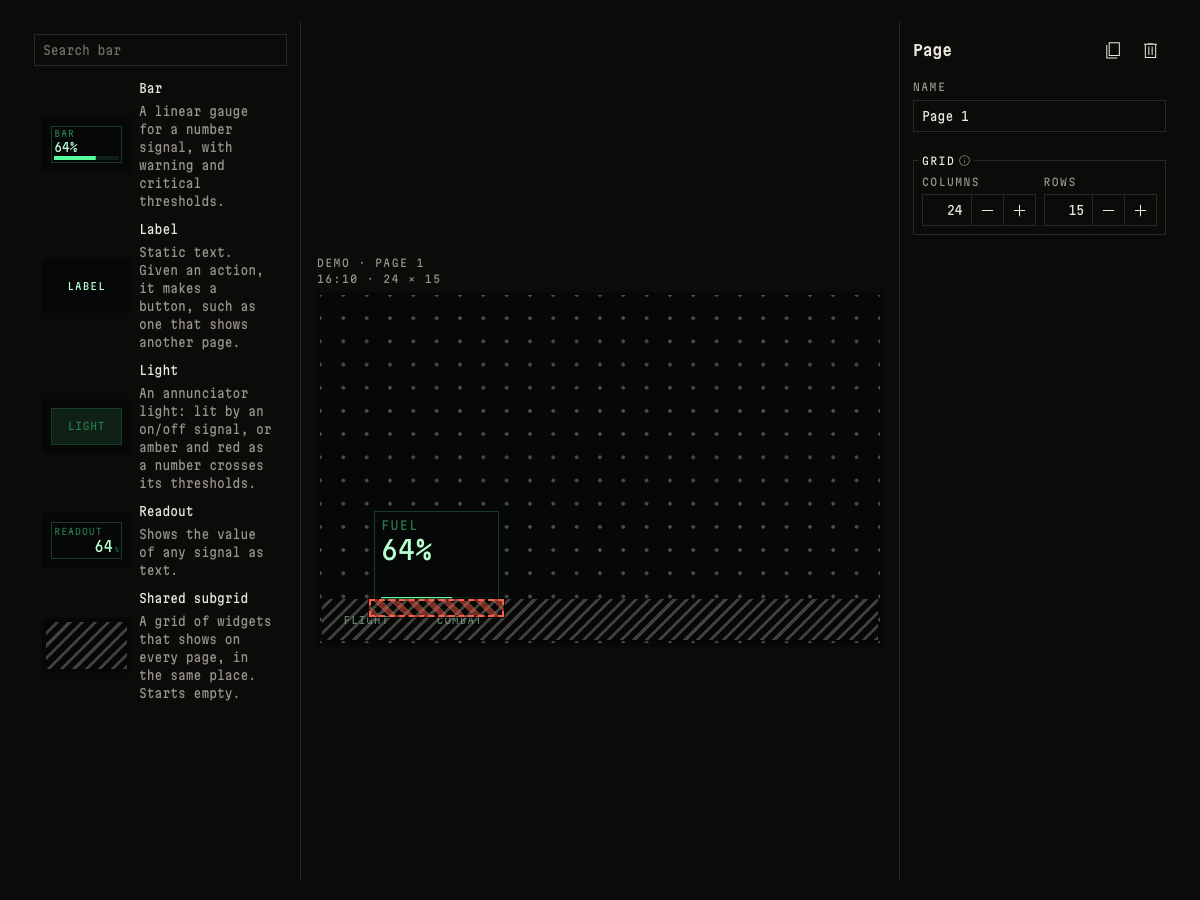 Search bar
Bar
A linear gauge
for a number
signal, with
warning and
critical
thresholds.
BAR
64%
Label
Static text.
Given an action,
it makes a
button, such as
one that shows
another page.
LABEL
Light
An annunciator
light: lit by an
on/off signal, or
amber and red as
a number crosses
its thresholds.
LIGHT
Readout
Shows the value
of any signal as
text.
READOUT
64%
Shared subgrid
A grid of widgets
that shows on
every page, in
the same place.
Starts empty.
DEMO · PAGE 1
16:10 · 24 × 15
FUEL
64%
FLIGHT
COMBAT
Page
NAME
Page 1
GRID
COLUMNS
ROWS
24
15